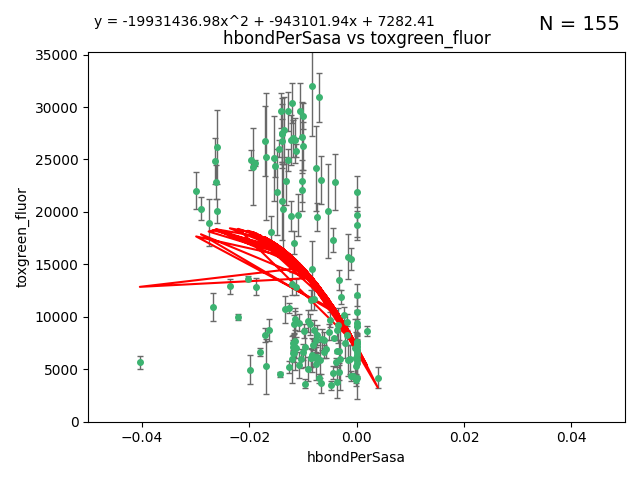 y = -19931436.98x^2 + -943101.94x + 7282.41
N = 155
hbondPerSasa vs toxgreen_fluor
35000
30000
25000
20000
15000
10000
5000
0
toxgreen_fluor
−0.04
−0.02
0.00
0.02
0.04
hbondPerSasa